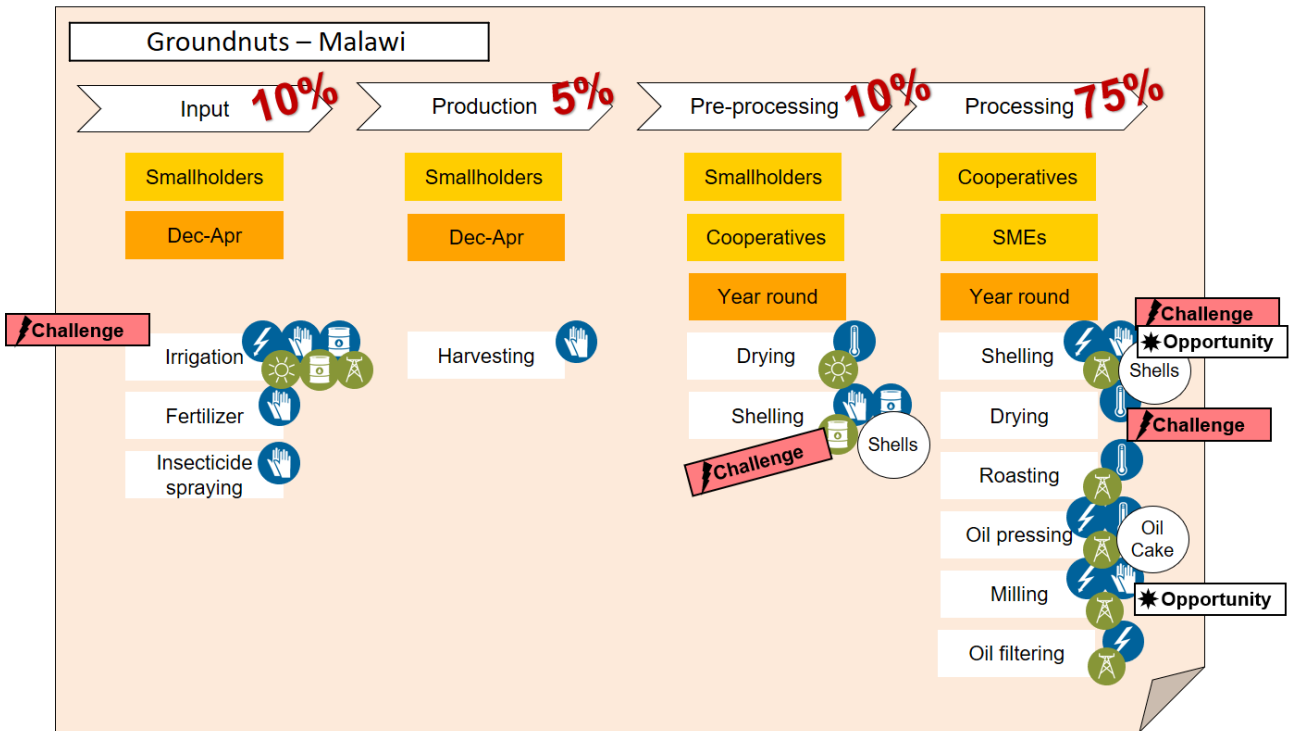 Groundnuts – Malawi
Input
10%
Production
5%
Pre-processing
10%
Processing
75%
Smallholders
Dec-Apr
Challenge
Irrigation
Fertilizer
Insecticide
spraying
Smallholders
Dec-Apr
Harvesting
Smallholders
Cooperatives
Year round
Drying
Shelling
Shells
Challenge
Cooperatives
SMEs
Year round
Challenge
Opportunity
Shelling
Shells
Drying
Challenge
Roasting
Oil pressing
Oil
Cake
Milling
Opportunity
Oil filtering